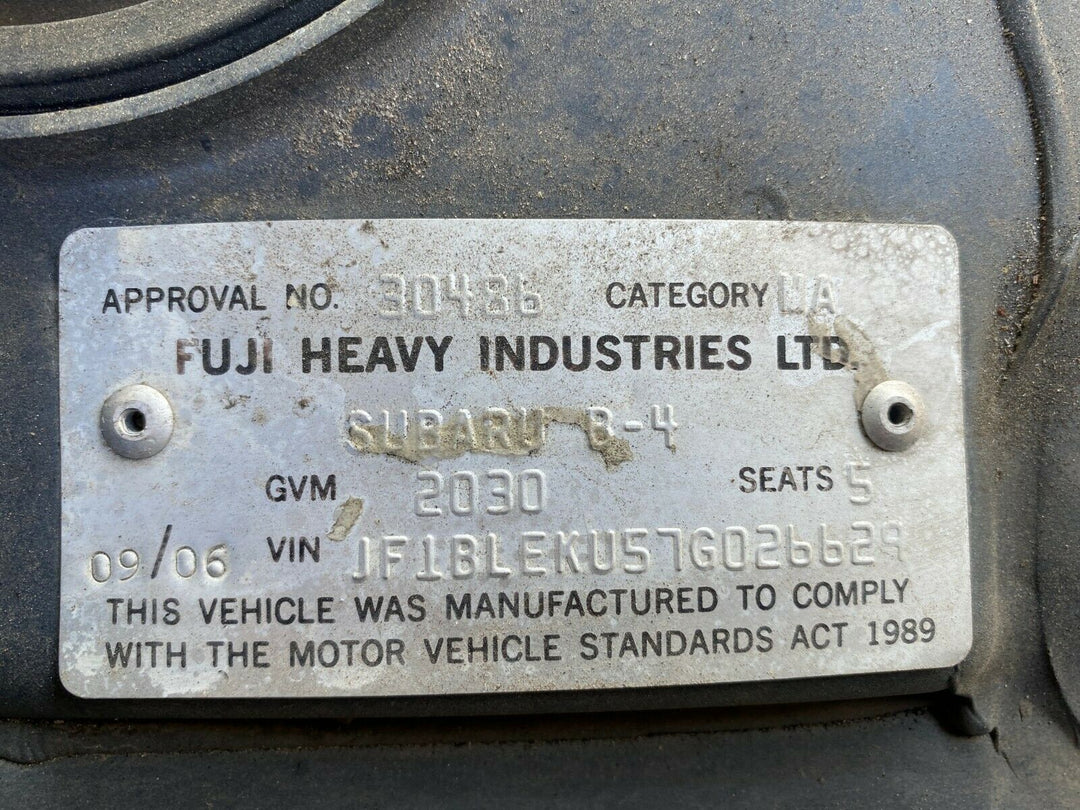 APPROVAL NO. 30486 CATEGORY MA
FUJI HEAVY INDUSTRIES LTD.
SUBARU B-4
GVM 2030 SEATS 5
09/06 VIN JF1BLEKU57G026629
THIS VEHICLE WAS MANUFACTURED TO COMPLY
WITH THE MOTOR VEHICLE STANDARDS ACT 1989